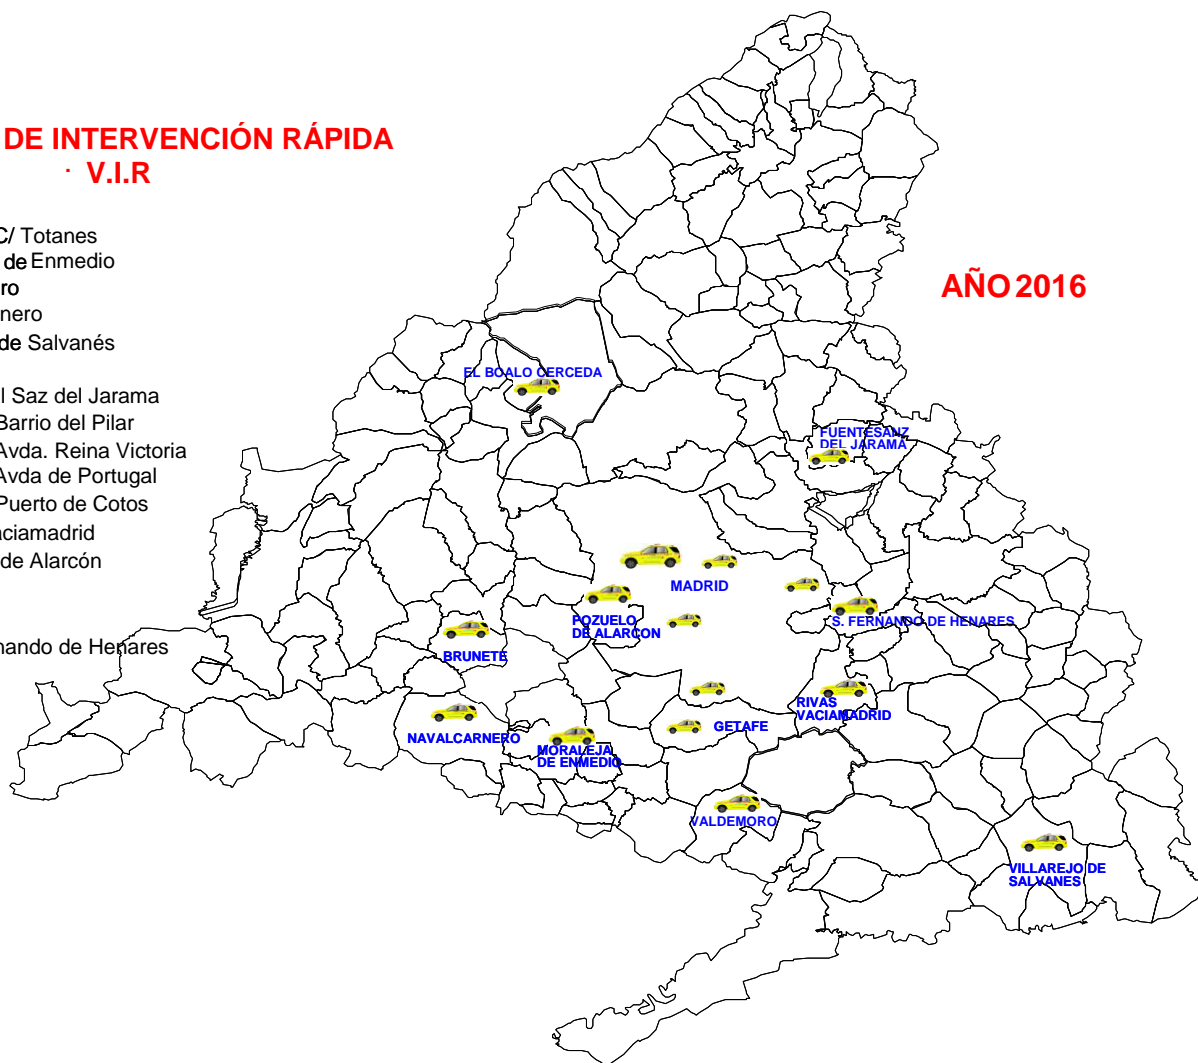 DE INTERVENCIÓN RÁPIDA
V.I.R
C/ Totanes
de Enmedio
ro
nero
de Salvanés
l Saz del Jarama
Barrio del Pilar
Avda. Reina Victoria
Avda de Portugal
Puerto de Cotos
aciamadrid
de Alarcón
nando de Henares
AÑO 2016
EL BOALO CERCEDA
FUENTESANZ
DEL JARAMA
MADRID
POZUELO
DE ALARCON
S. FERNANDO DE HENARES
BRUNETE
RIVAS
VACIAMADRID
NAVALCARNERO
MORALEJA
DE ENMEDIO
GETAFE
VALDEMORO
VILLAREJO DE
SALVANES